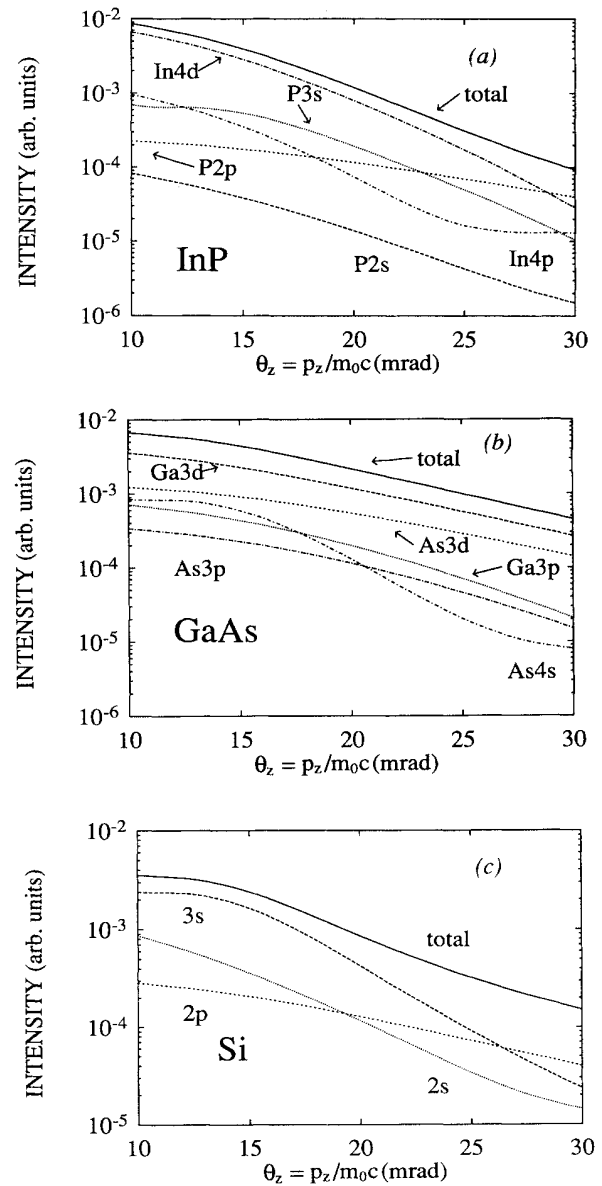 10⁻²
(a)
In4d
P3s
total
10⁻³
10⁻⁴
P2p
10⁻⁵
InP
P2s
In4p
10⁻⁶
10 15 20 25 30
INTENSITY (arb. units)
θz = pz/m0c (mrad)
10⁻²
(b)
total
Ga3d
10⁻³
As3d
Ga3p
As3p
10⁻⁴
GaAs
10⁻⁵
As4s
10⁻⁶
10 15 20 25 30
INTENSITY (arb. units)
θz = pz/m0c (mrad)
10⁻²
(c)
3s
total
10⁻³
2p
10⁻⁴
Si
2s
10⁻⁵
10 15 20 25 30
INTENSITY (arb. units)
θz = pz/m0c (mrad)